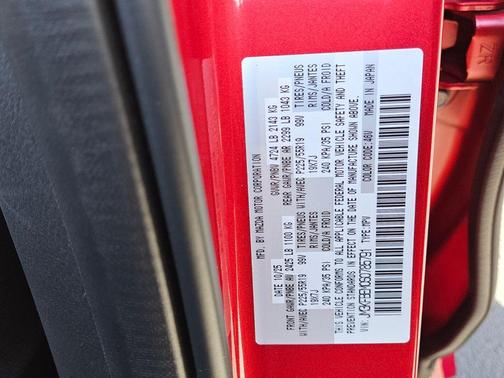 MFD. BY MAZDA MOTOR CORPORATION
DATE 10/25 GVWR/PNBV 4724 LB 2143 KG
FRONT GAWR/PNBE AV 2425 LB 1100 KG REAR GAWR/PNBE AR 2299 LB 1043 KG
WITH/AVEC P225/55R19 99V TIRES/PNEUS WITH/AVEC P225/55R19 99V TIRES/PNEUS
19X7J RIMS/JANTES 19X7J RIMS/JANTES
240 KPA/35 PSI COLD/A FROID 240 KPA/35 PSI COLD/A FROID
THIS VEHICLE CONFORMS TO ALL APPLICABLE FEDERAL MOTOR VEHICLE SAFETY AND THEFT
PREVENTION STANDARDS IN EFFECT ON THE DATE OF MANUFACTURE SHOWN ABOVE.
VIN: TYPE: MPV COLOR CODE: 46V MADE IN JAPAN
ZR